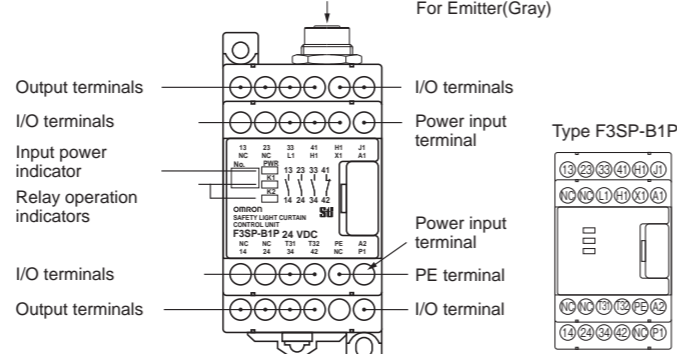 For Emitter(Gray)
Output terminals
I/O terminals
I/O terminals
Power input
terminal
Input power
indicator
Relay operation
indicators
13 23 33 41 H1 J1
NC NC L1 H1 X1 A1
No. PWR
K1
K2
13 23 33 41
14 24 34 42
OMRON
SAFETY LIGHT CURTAIN
CONTROL UNIT
F3SP-B1P 24 VDC
NC NC T31 T32 PE A2
14 24 34 42 NC P1
Power input
terminal
I/O terminals
PE terminal
Output terminals
I/O terminal
Type F3SP-B1P
13 23 33 41 H1 J1
NC NC L1 H1 X1 A1
NC NC T31 T32 PE A2
14 24 34 42 NC P1